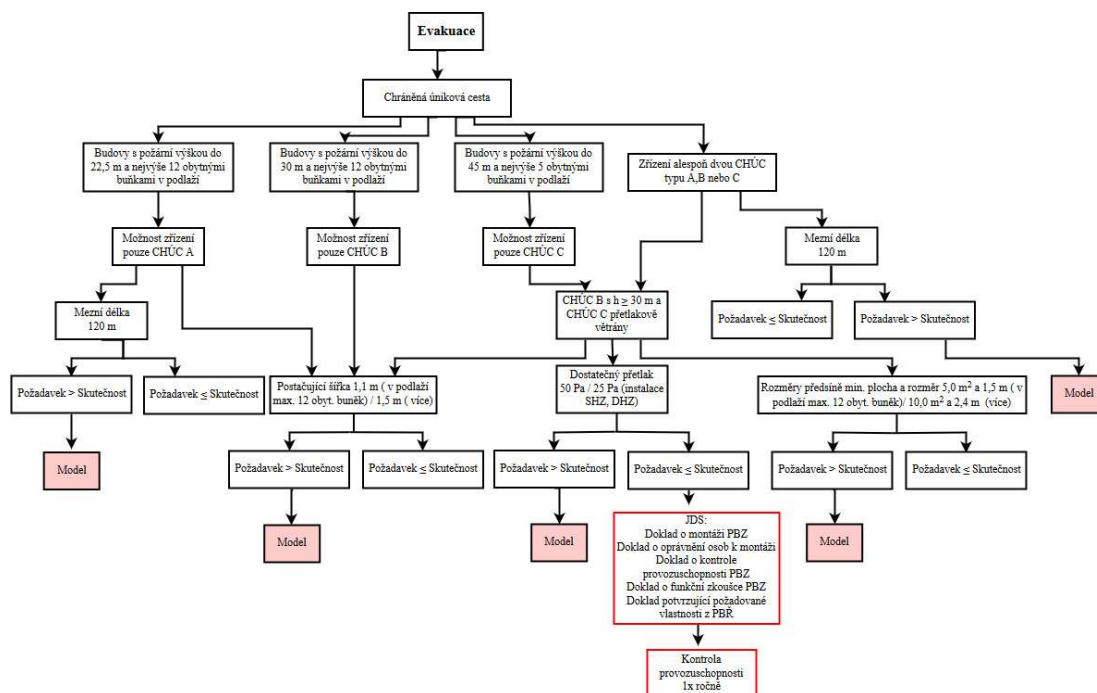 Evakuace
Chráněná úniková cesta
Budovy s požární výškou do
22,5 m a nejvýše 12 obytnými
buňkami v podlaží
Budovy s požární výškou do
30 m a nejvýše 12 obytnými
buňkami v podlaží
Budovy s požární výškou do
45 m a nejvýše 5 obytnými
buňkami v podlaží
Zřízení alespoň dvou CHÚC
typu A,B nebo C
Možnost zřízení
pouze CHÚC A
Možnost zřízení
pouze CHÚC B
Možnost zřízení
pouze CHÚC C
Mezní délka
120 m
Mezní délka
120 m
CHÚC B s h ≥ 30 m a
CHÚC C přetlakově
větrány
Požadavek ≤ Skutečnost
Požadavek > Skutečnost
Požadavek > Skutečnost
Požadavek ≤ Skutečnost
Postačující šířka 1,1 m ( v podlaží
max. 12 obyt. buněk) / 1,5 m ( více)
Dostatečný přetlak
50 Pa / 25 Pa (instalace
SHZ, DHZ)
Rozměry předsíně min. plocha a rozměr 5,0 m² a 1,5 m ( v
podlaží max. 12 obyt. buněk)/ 10,0 m² a 2,4 m (více)
Model
Model
Požadavek > Skutečnost
Požadavek ≤ Skutečnost
Požadavek > Skutečnost
Požadavek ≤ Skutečnost
Požadavek > Skutečnost
Požadavek ≤ Skutečnost
Model
Model
Model
JDS:
Doklad o montáži PBZ
Doklad o oprávnění osob k montáži
Doklad o kontrole
provozuschopnosti PBZ
Doklad o funkční zkoušce PBZ
Doklad potvrzující požadované
vlastnosti z PBŘ
Kontrola
provozuschopnosti
1x ročně